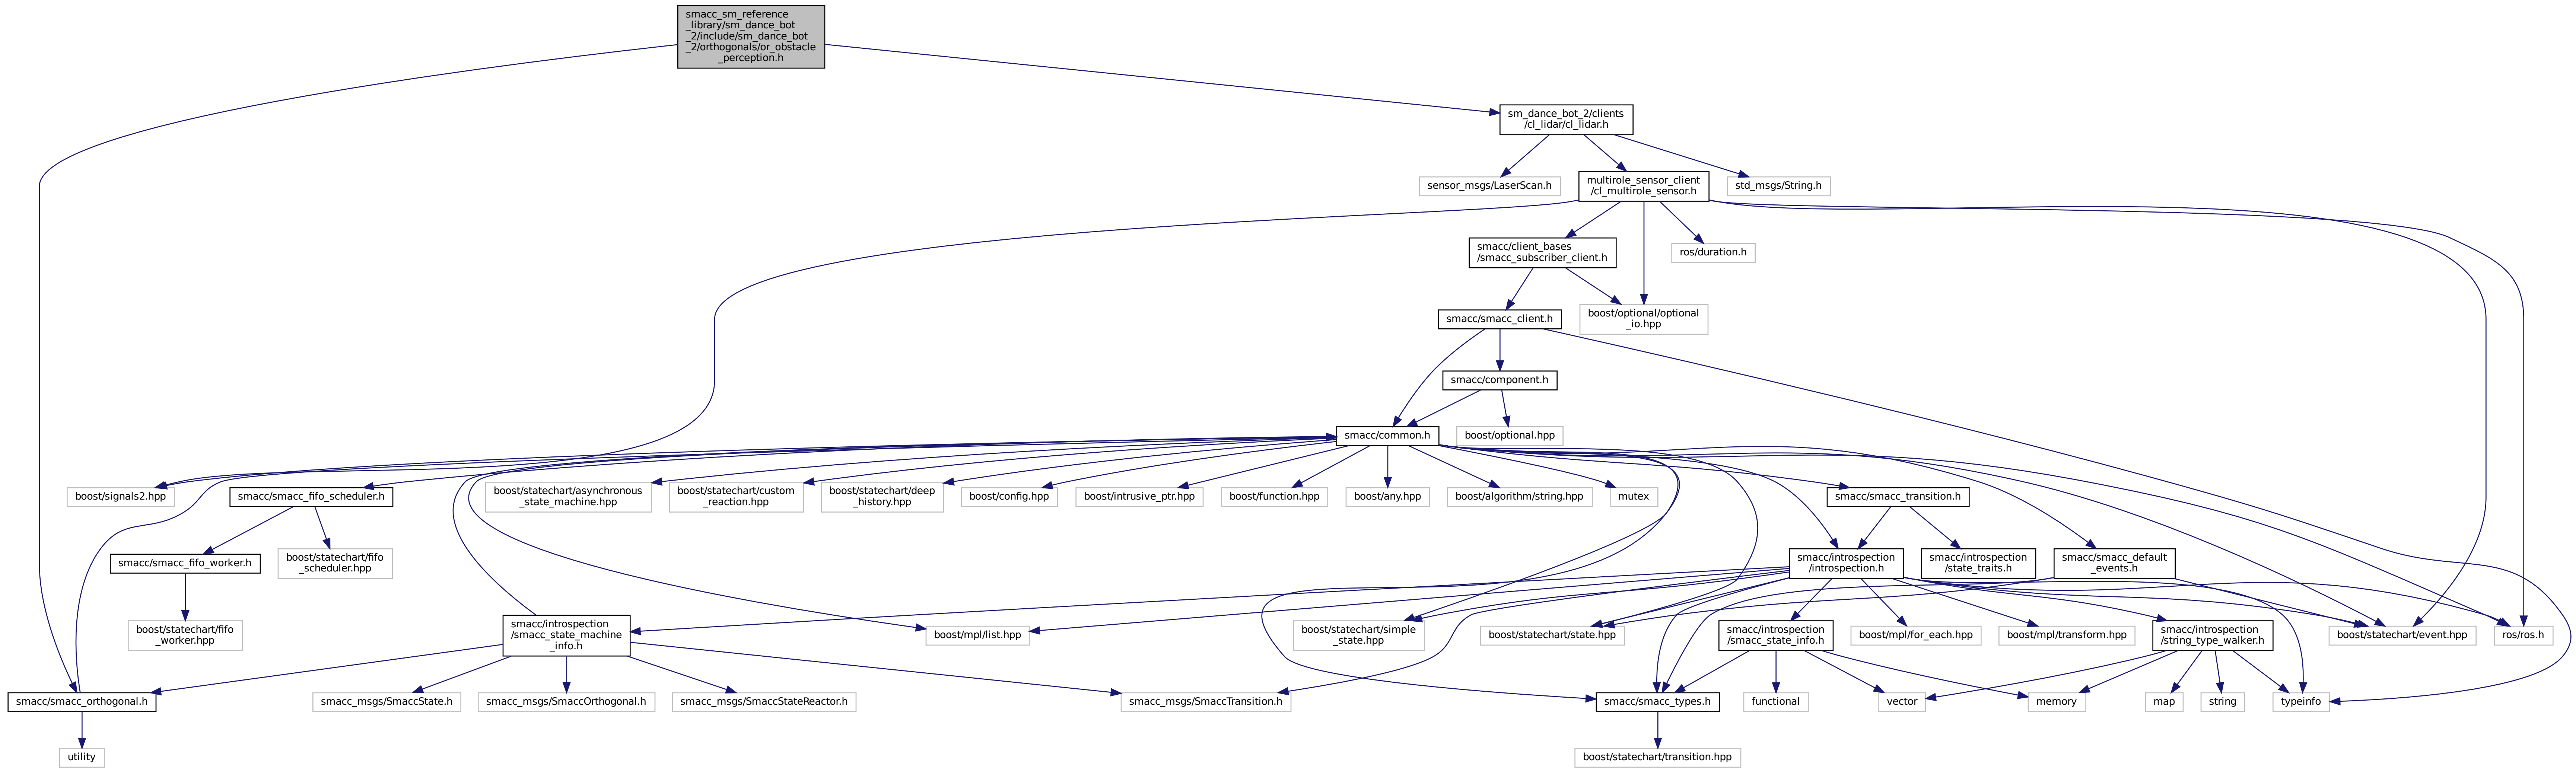 smacc_sm_reference
_library/sm_dance_bot
_2/include/sm_dance_bot
_2/orthogonals/or_obstacle
_perception.h
sm_dance_bot_2/clients
/cl_lidar/cl_lidar.h
sensor_msgs/LaserScan.h
multirole_sensor_client
/cl_multirole_sensor.h
std_msgs/String.h
smacc/client_bases
/smacc_subscriber_client.h
ros/duration.h
smacc/smacc_client.h
boost/optional/optional
_io.hpp
smacc/component.h
smacc/common.h
boost/optional.hpp
boost/signals2.hpp
smacc/smacc_fifo_scheduler.h
boost/statechart/asynchronous
_state_machine.hpp
boost/statechart/custom
_reaction.hpp
boost/statechart/deep
_history.hpp
boost/config.hpp
boost/intrusive_ptr.hpp
boost/function.hpp
boost/any.hpp
boost/algorithm/string.hpp
mutex
smacc/smacc_transition.h
smacc/smacc_fifo_worker.h
boost/statechart/fifo
_scheduler.hpp
smacc/introspection
/introspection.h
smacc/introspection
/state_traits.h
smacc/smacc_default
_events.h
boost/statechart/fifo
_worker.hpp
smacc/introspection
/smacc_state_machine
_info.h
boost/mpl/list.hpp
boost/statechart/simple
_state.hpp
boost/statechart/state.hpp
smacc/introspection
/smacc_state_info.h
boost/mpl/for_each.hpp
boost/mpl/transform.hpp
smacc/introspection
/string_type_walker.h
boost/statechart/event.hpp
ros/ros.h
smacc/smacc_orthogonal.h
smacc_msgs/SmaccState.h
smacc_msgs/SmaccOrthogonal.h
smacc_msgs/SmaccStateReactor.h
smacc_msgs/SmaccTransition.h
smacc/smacc_types.h
functional
vector
memory
map
string
typeinfo
utility
boost/statechart/transition.hpp